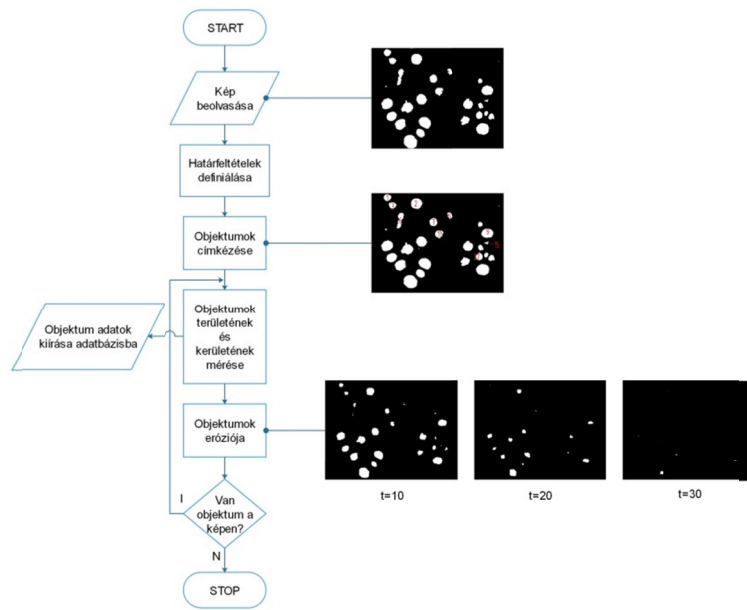 START
Kép
beolvasása
Határfeltételek
definiálása
Objektumok
címkézése
Objektumok
területének
és
kerületének
mérése
Objektum adatok
kiírása adatbázisba
Objektumok
eróziója
t=10
t=20
t=30
I
Van
objektum a
képen?
N
STOP